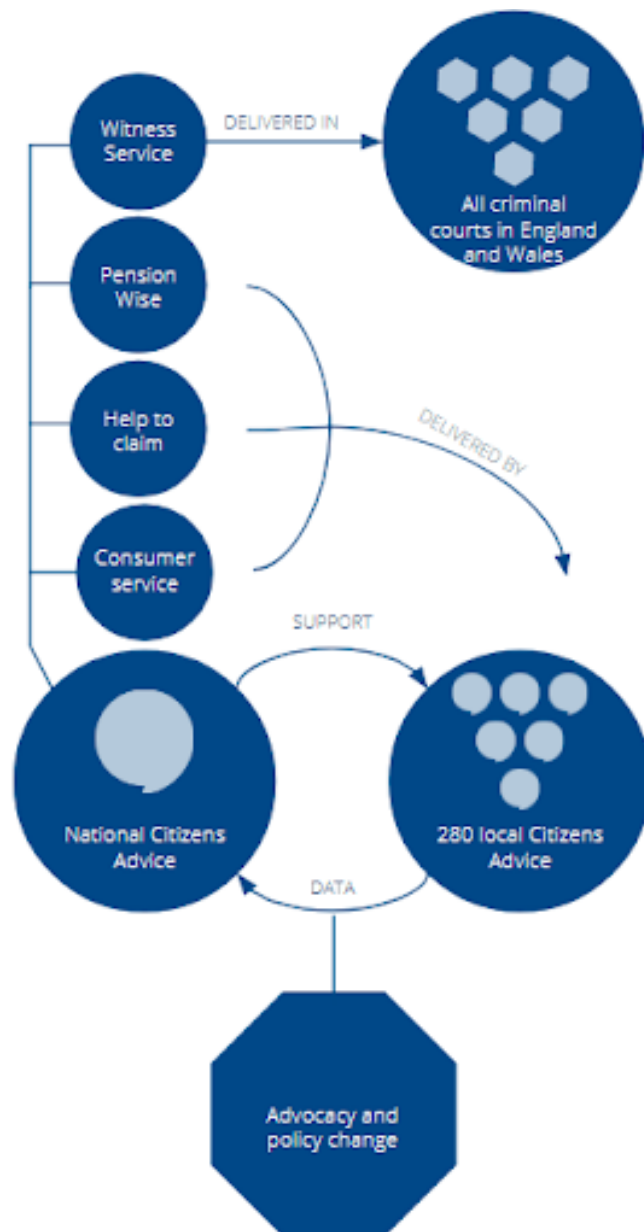 Witness
Service
DELIVERED IN
All criminal
courts in England
and Wales
Pension
Wise
Help to
claim
DELIVERED BY
Consumer
service
SUPPORT
National Citizens
Advice
280 local Citizens
Advice
DATA
Advocacy and
policy change